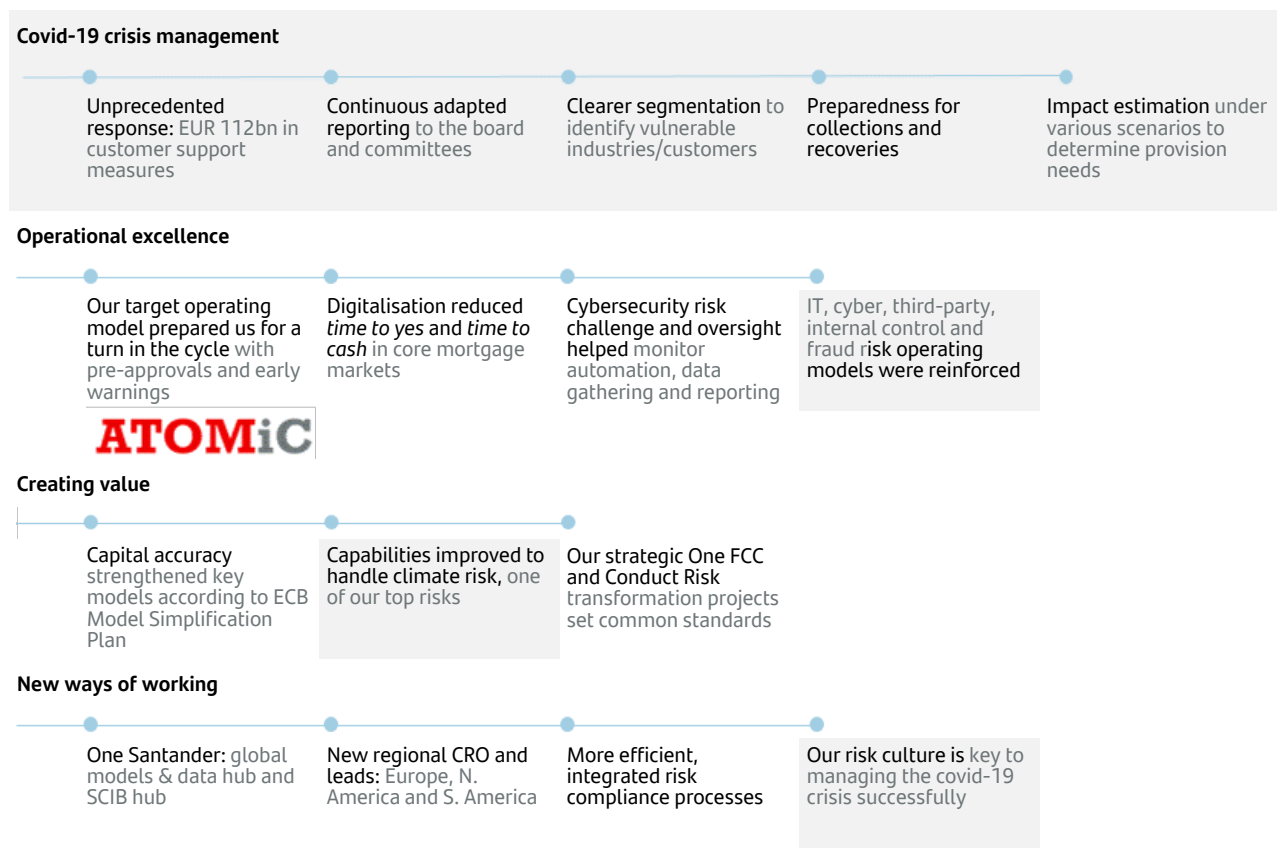 Covid-19 crisis management
Unprecedented
response: EUR 112bn in
customer support
measures
Continuous adapted
reporting to the board
and committees
Clearer segmentation to
identify vulnerable
industries/customers
Preparedness for
collections and
recoveries
Impact estimation under
various scenarios to
determine provision
needs
Operational excellence
Our target operating
model prepared us for a
turn in the cycle with
pre-approvals and early
warnings
ATOMiC
Digitalisation reduced
time to yes and time to
cash in core mortgage
markets
Cybersecurity risk
challenge and oversight
helped monitor
automation, data
gathering and reporting
IT, cyber, third-party,
internal control and
fraud risk operating
models were reinforced
Creating value
Capital accuracy
strengthened key
models according to ECB
Model Simplification
Plan
Capabilities improved to
handle climate risk, one
of our top risks
Our strategic One FCC
and Conduct Risk
transformation projects
set common standards
New ways of working
One Santander: global
models & data hub and
SCIB hub
New regional CRO and
leads: Europe, N.
America and S. America
More efficient,
integrated risk
compliance processes
Our risk culture is key to
managing the covid-19
crisis successfully